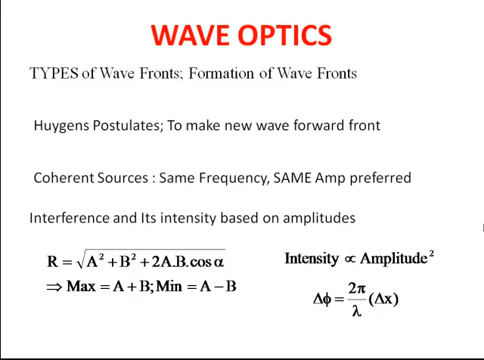 WAVE OPTICS
TYPES of Wave Fronts; Formation of Wave Fronts
Huygens Postulates; To make new wave forward front
Coherent Sources : Same Frequency, SAME Amp preferred
Interference and Its intensity based on amplitudes
R = √(A² + B² + 2A.B.cos α)
⇒ Max = A + B; Min = A − B
Intensity ∝ Amplitude²
Δϕ = 2π/λ (Δx)